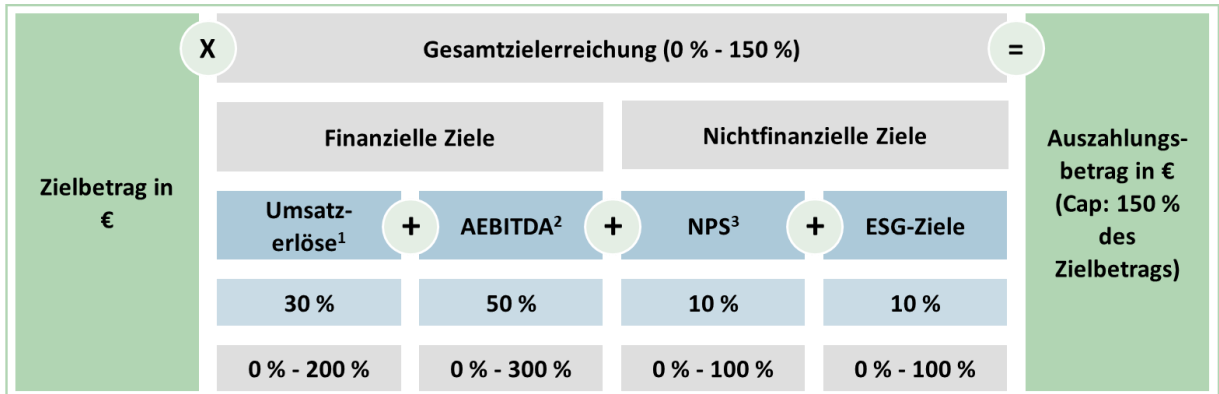 Zielbetrag in
€
X
Gesamtzielerreichung (0 % - 150 %)
=
Finanzielle Ziele
Nichtfinanzielle Ziele
Umsatz-
erlöse¹
+
AEBITDA²
+
NPS³
+
ESG-Ziele
30 %
50 %
10 %
10 %
0 % - 200 %
0 % - 300 %
0 % - 100 %
0 % - 100 %
Auszahlungs-
betrag in €
(Cap: 150 %
des
Zielbetrags)